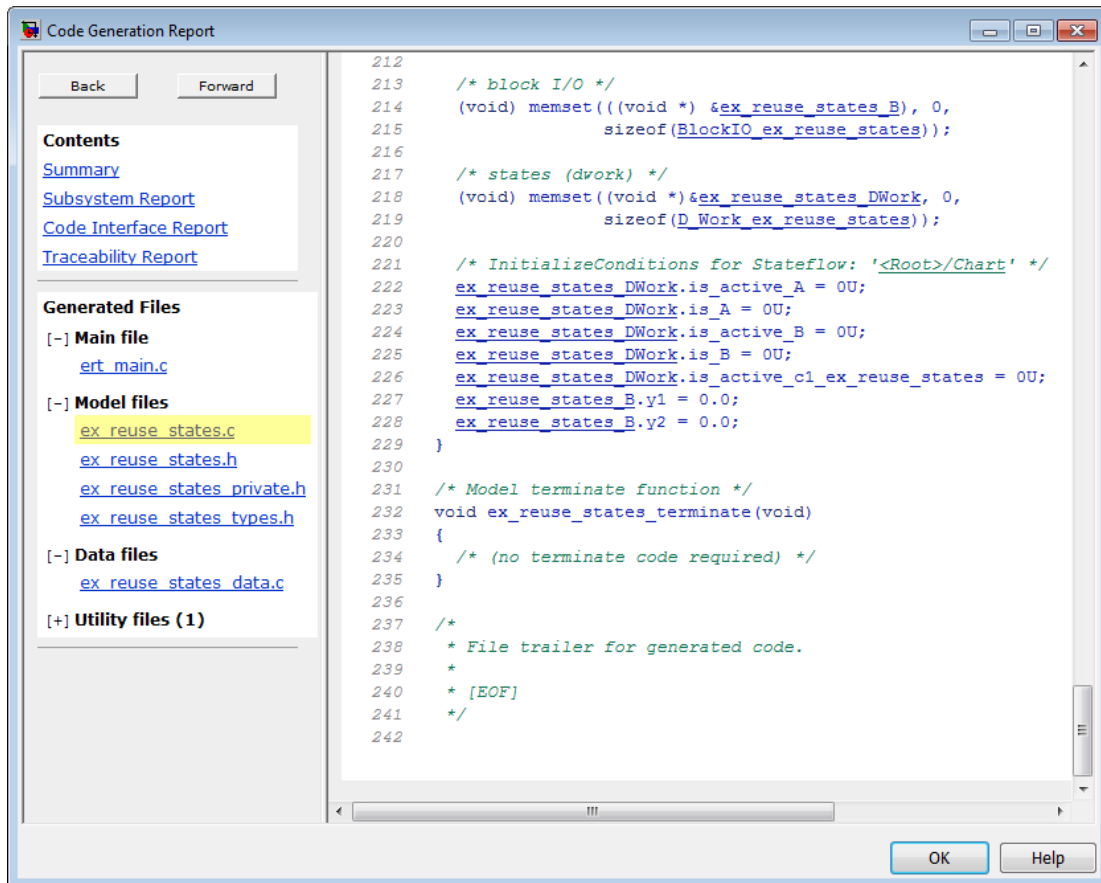 Code Generation Report
Back Forward
Contents
Summary
Subsystem Report
Code Interface Report
Traceability Report
Generated Files
[-] Main file
ert_main.c
[-] Model files
ex_reuse_states.c
ex_reuse_states.h
ex_reuse_states_private.h
ex_reuse_states_types.h
[-] Data files
ex_reuse_states_data.c
[+] Utility files (1)
212
213 /* block I/O */
214 (void) memset(((void *) &ex_reuse_states_B), 0,
215 sizeof(BlockIO_ex_reuse_states));
216
217 /* states (dwork) */
218 (void) memset((void *)&ex_reuse_states_DWork, 0,
219 sizeof(D_Work_ex_reuse_states));
220
221 /* InitializeConditions for Stateflow: '<Root>/Chart' */
222 ex_reuse_states_DWork.is_active_A = 0U;
223 ex_reuse_states_DWork.is_A = 0U;
224 ex_reuse_states_DWork.is_active_B = 0U;
225 ex_reuse_states_DWork.is_B = 0U;
226 ex_reuse_states_DWork.is_active_c1_ex_reuse_states = 0U;
227 ex_reuse_states_B.y1 = 0.0;
228 ex_reuse_states_B.y2 = 0.0;
229 }
230
231 /* Model terminate function */
232 void ex_reuse_states_terminate(void)
233 {
234 /* (no terminate code required) */
235 }
236
237 /*
238 * File trailer for generated code.
239 *
240 * [EOF]
241 */
242
OK Help